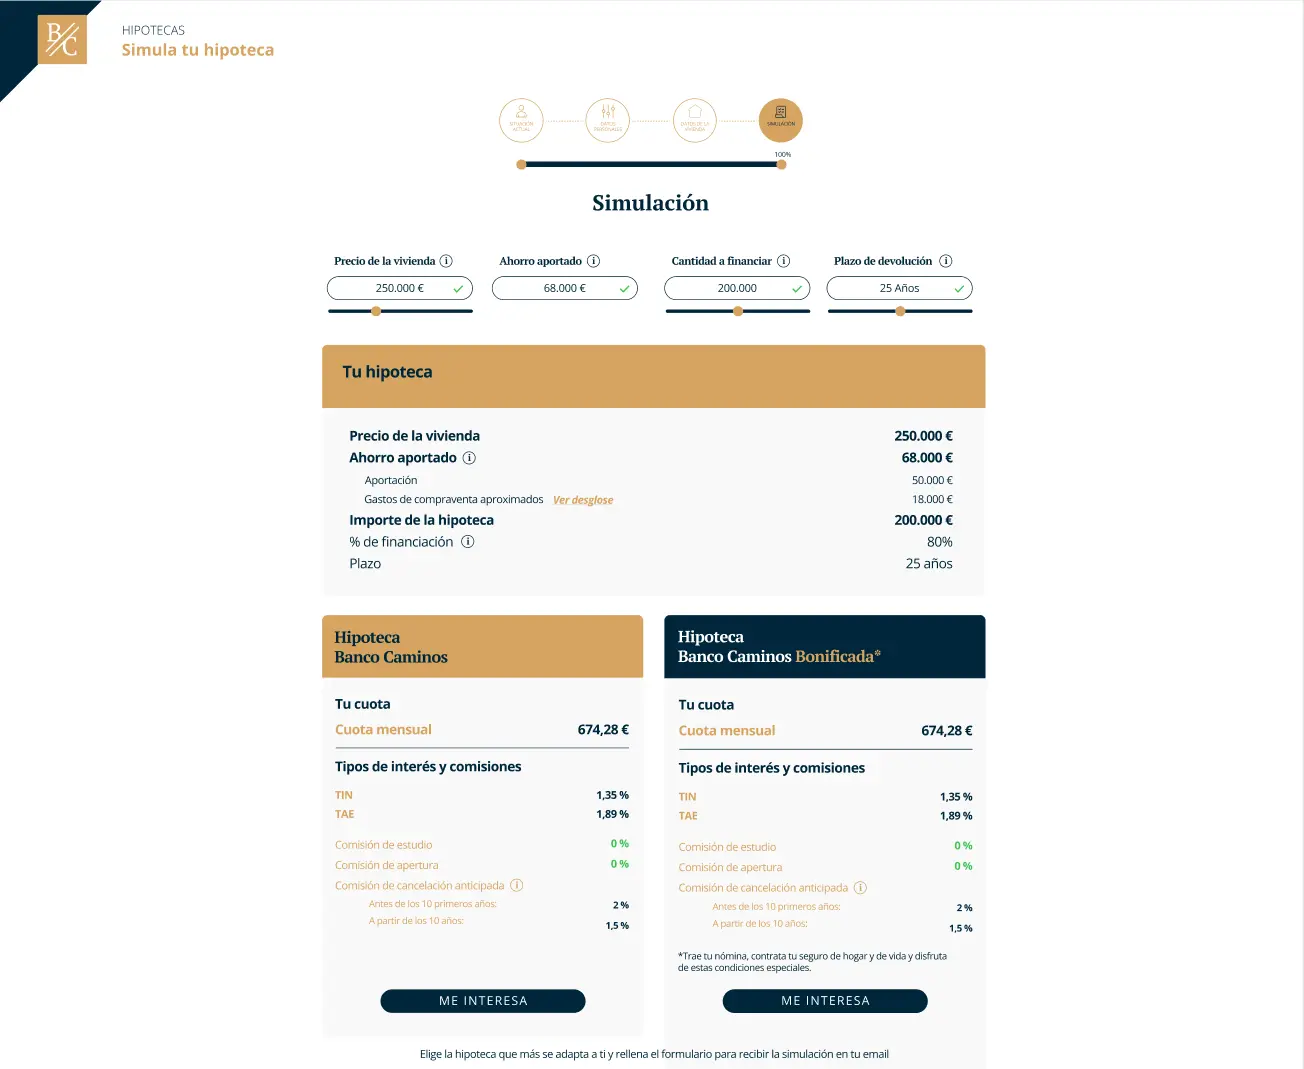 B/C
HIPOTECAS
Simula tu hipoteca
SITUACIÓN
ACTUAL
DATOS
PERSONALES
DATOS DE LA
VIVIENDA
SIMULACIÓN
100%
Simulación
Precio de la vivienda i
Ahorro aportado i
Cantidad a financiar i
Plazo de devolución i
250.000 €
68.000 €
200.000
25 Años
Tu hipoteca
Precio de la vivienda 250.000 €
Ahorro aportado i 68.000 €
Aportación 50.000 €
Gastos de compraventa aproximados Ver desglose 18.000 €
Importe de la hipoteca 200.000 €
% de financiación i 80%
Plazo 25 años
Hipoteca
Banco Caminos
Tu cuota
Cuota mensual 674,28 €
Tipos de interés y comisiones
TIN 1,35 %
TAE 1,89 %
Comisión de estudio 0 %
Comisión de apertura 0 %
Comisión de cancelación anticipada i
Antes de los 10 primeros años: 2 %
A partir de los 10 años: 1,5 %
ME INTERESA
Hipoteca
Banco Caminos Bonificada*
Tu cuota
Cuota mensual 674,28 €
Tipos de interés y comisiones
TIN 1,35 %
TAE 1,89 %
Comisión de estudio 0 %
Comisión de apertura 0 %
Comisión de cancelación anticipada i
Antes de los 10 primeros años: 2 %
A partir de los 10 años: 1,5 %
*Trae tu nómina, contrata tu seguro de hogar y de vida y disfruta
de estas condiciones especiales.
ME INTERESA
Elige la hipoteca que más se adapta a ti y rellena el formulario para recibir la simulación en tu email